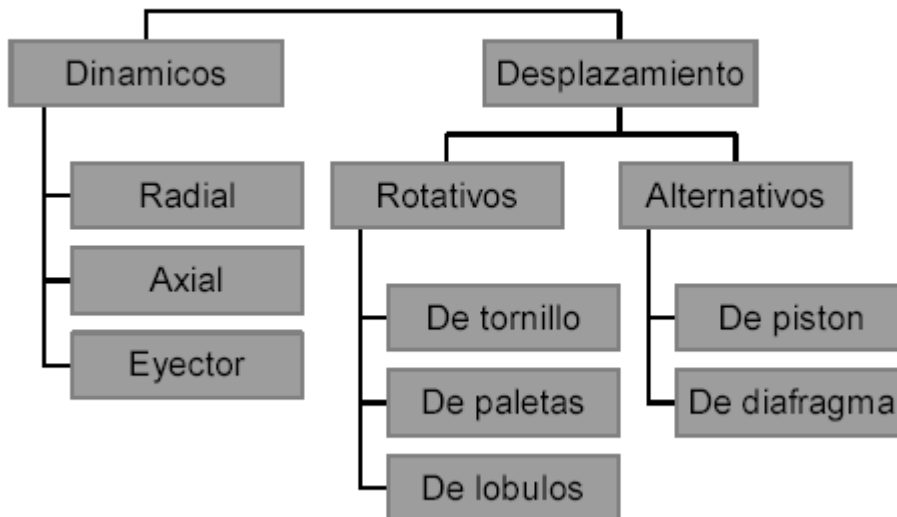 Dinamicos
Desplazamiento
Radial
Axial
Eyector
Rotativos
Alternativos
De tornillo
De paletas
De lobulos
De piston
De diafragma